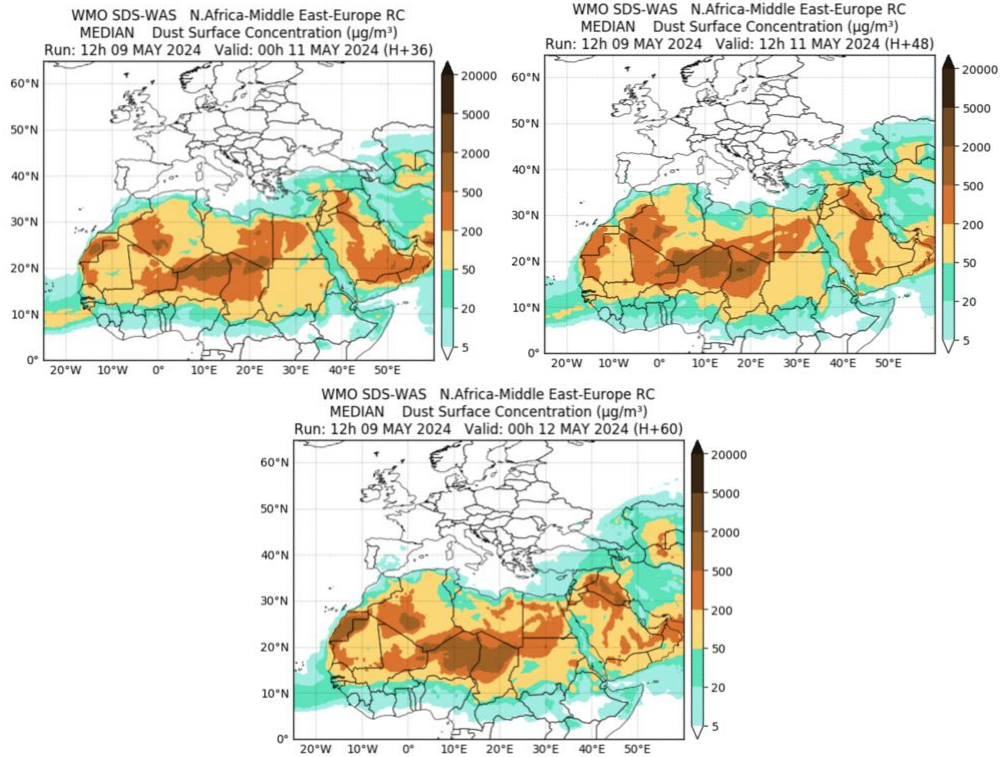 WMO SDS-WAS N.Africa-Middle East-Europe RC
MEDIAN Dust Surface Concentration (µg/m³)
Run: 12h 09 MAY 2024 Valid: 00h 11 MAY 2024 (H+36)
60°N
50°N
40°N
30°N
20°N
10°N
0°
20°W
10°W
0°
10°E
20°E
30°E
40°E
50°E
20000
5000
2000
500
200
50
20
5
WMO SDS-WAS N.Africa-Middle East-Europe RC
MEDIAN Dust Surface Concentration (µg/m³)
Run: 12h 09 MAY 2024 Valid: 12h 11 MAY 2024 (H+48)
60°N
50°N
40°N
30°N
20°N
10°N
0°
20°W
10°W
0°
10°E
20°E
30°E
40°E
50°E
20000
5000
2000
500
200
50
20
5
WMO SDS-WAS N.Africa-Middle East-Europe RC
MEDIAN Dust Surface Concentration (µg/m³)
Run: 12h 09 MAY 2024 Valid: 00h 12 MAY 2024 (H+60)
60°N
50°N
40°N
30°N
20°N
10°N
0°
20°W
10°W
0°
10°E
20°E
30°E
40°E
50°E
20000
5000
2000
500
200
50
20
5